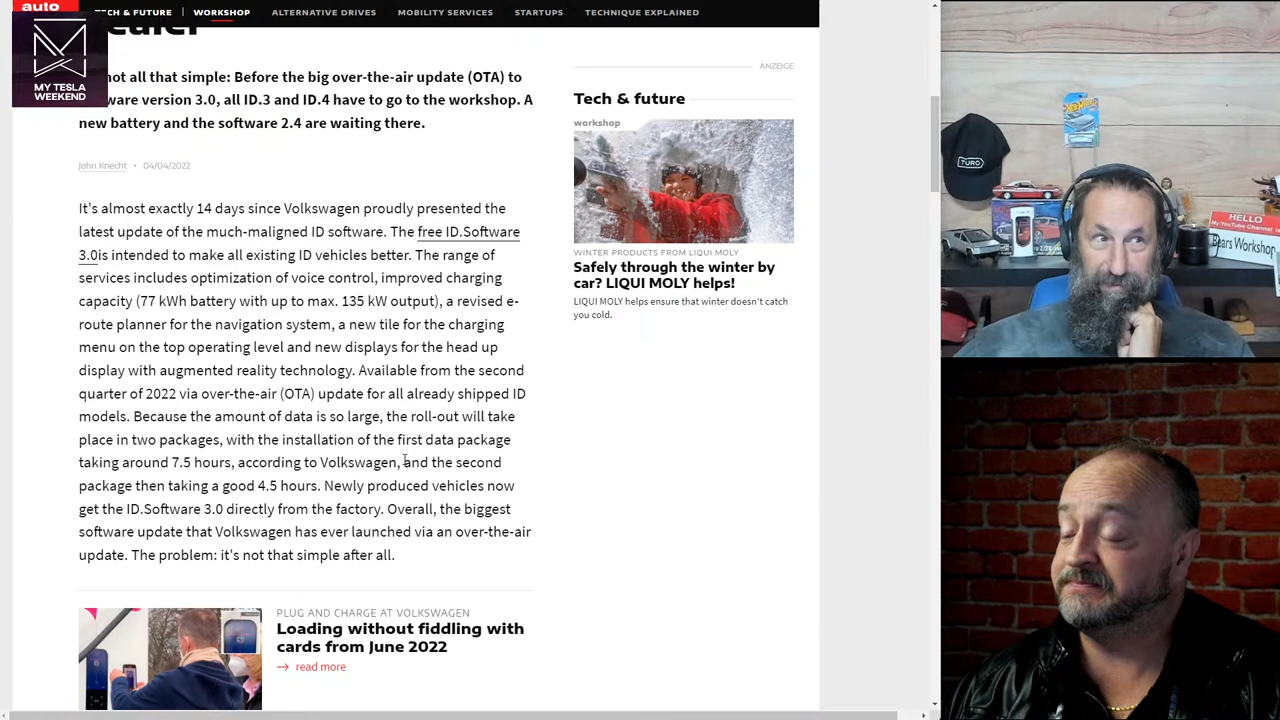 auto
TECH & FUTURE
WORKSHOP
ALTERNATIVE DRIVES
MOBILITY SERVICES
STARTUPS
TECHNIQUE EXPLAINED
MY TESLA
WEEKEND
not all that simple: Before the big over-the-air update (OTA) to
ware version 3.0, all ID.3 and ID.4 have to go to the workshop. A
new battery and the software 2.4 are waiting there.
John Knecht • 04/04/2022
It's almost exactly 14 days since Volkswagen proudly presented the
latest update of the much-maligned ID software. The free ID.Software
3.0is intended to make all existing ID vehicles better. The range of
services includes optimization of voice control, improved charging
capacity (77 kWh battery with up to max. 135 kW output), a revised e-
route planner for the navigation system, a new tile for the charging
menu on the top operating level and new displays for the head up
display with augmented reality technology. Available from the second
quarter of 2022 via over-the-air (OTA) update for all already shipped ID
models. Because the amount of data is so large, the roll-out will take
place in two packages, with the installation of the first data package
taking around 7.5 hours, according to Volkswagen, and the second
package then taking a good 4.5 hours. Newly produced vehicles now
get the ID.Software 3.0 directly from the factory. Overall, the biggest
software update that Volkswagen has ever launched via an over-the-air
update. The problem: it's not that simple after all.
PLUG AND CHARGE AT VOLKSWAGEN
Loading without fiddling with
cards from June 2022
→ read more
ANZEIGE
Tech & future
workshop
WINTER PRODUCTS FROM LIQUI MOLY
Safely through the winter by
car? LIQUI MOLY helps!
LIQUI MOLY helps ensure that winter doesn't catch
you cold.
TURO
HELLO
My YouTube Channel is
Bears Workshop